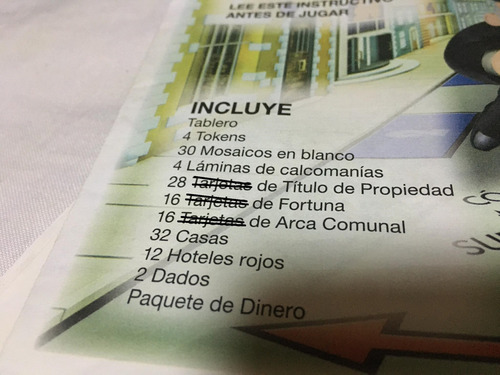 LEE ESTE INSTRUCTIVO
ANTES DE JUGAR
INCLUYE
Tablero
4 Tokens
30 Mosaicos en blanco
4 Láminas de calcomanías
28 Tarjetas de Título de Propiedad
16 Tarjetas de Fortuna
16 Tarjetas de Arca Comunal
32 Casas
12 Hoteles rojos
2 Dados
Paquete de Dinero